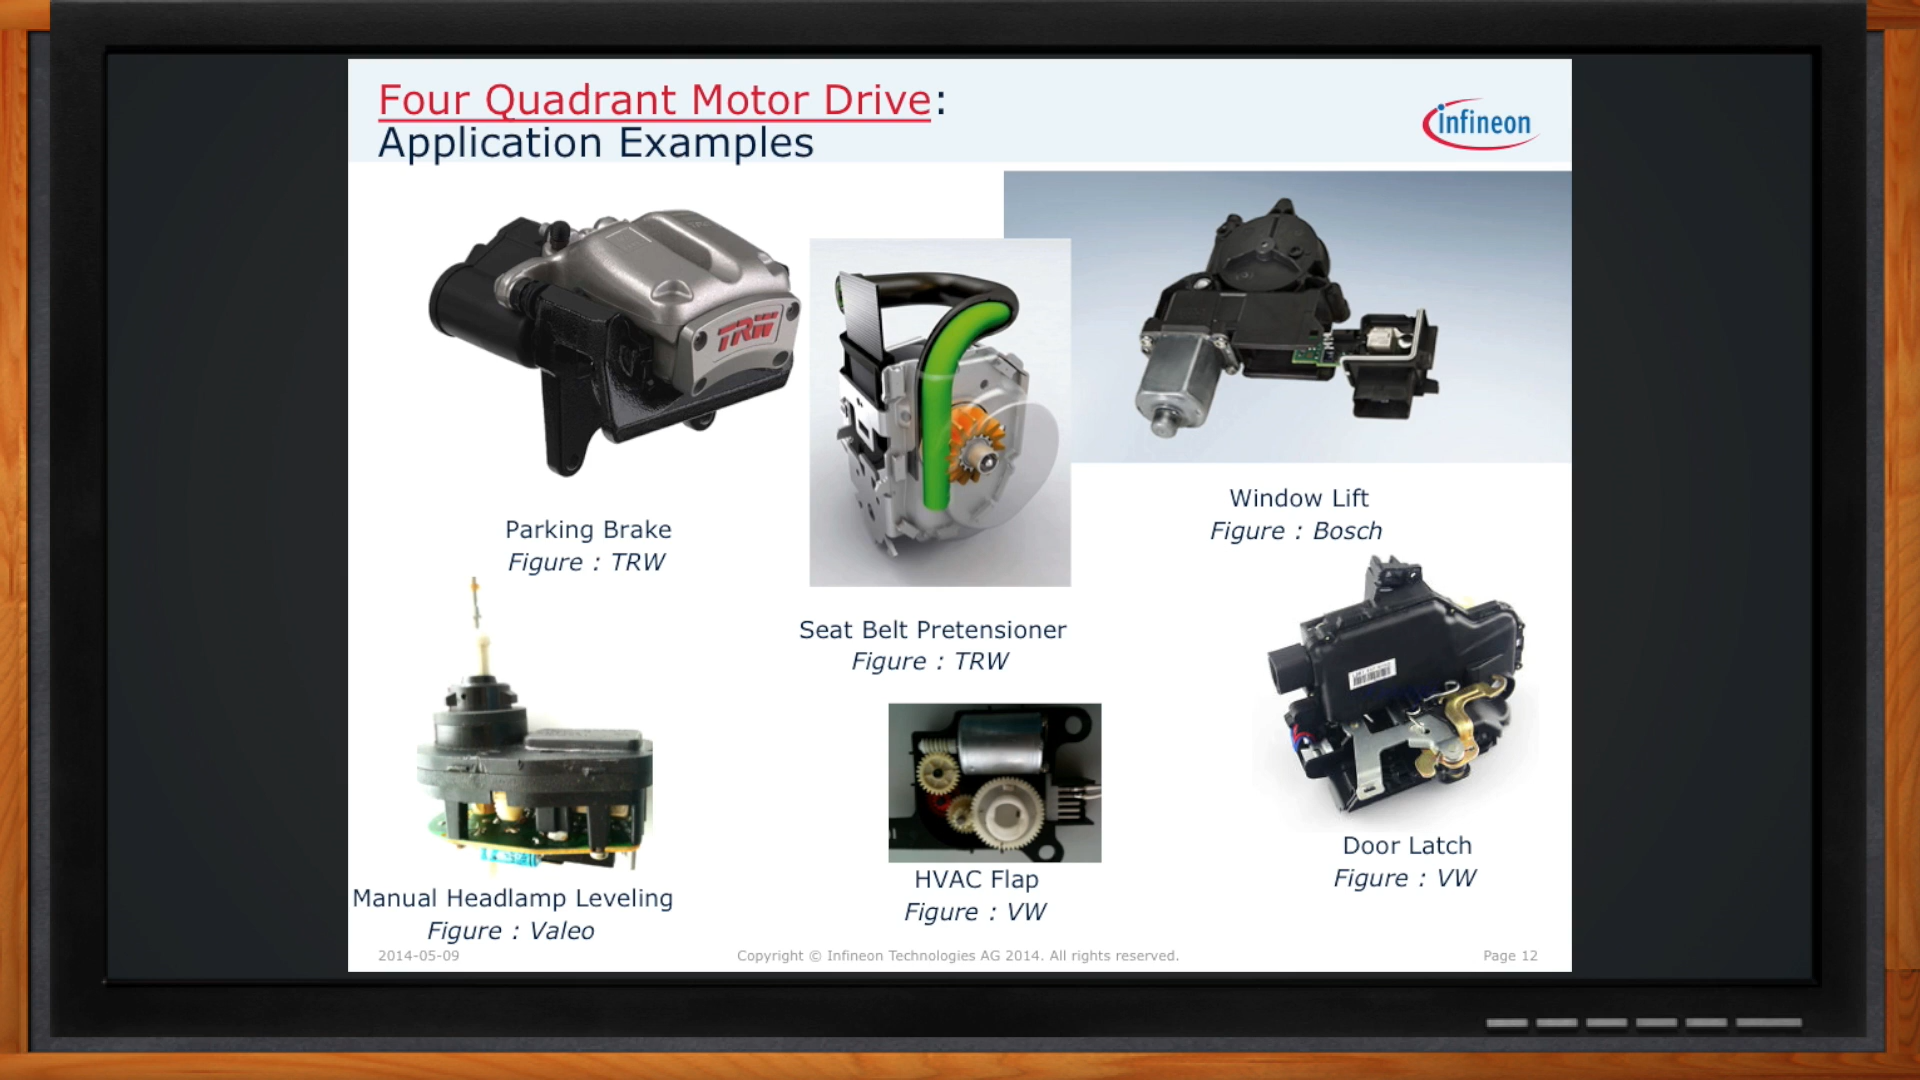 Four Quadrant Motor Drive:
Application Examples
infineon
TRW
Parking Brake
Figure : TRW
Seat Belt Pretensioner
Figure : TRW
Window Lift
Figure : Bosch
Manual Headlamp Leveling
Figure : Valeo
HVAC Flap
Figure : VW
Door Latch
Figure : VW
2014-05-09
Copyright © Infineon Technologies AG 2014. All rights reserved.
Page 12